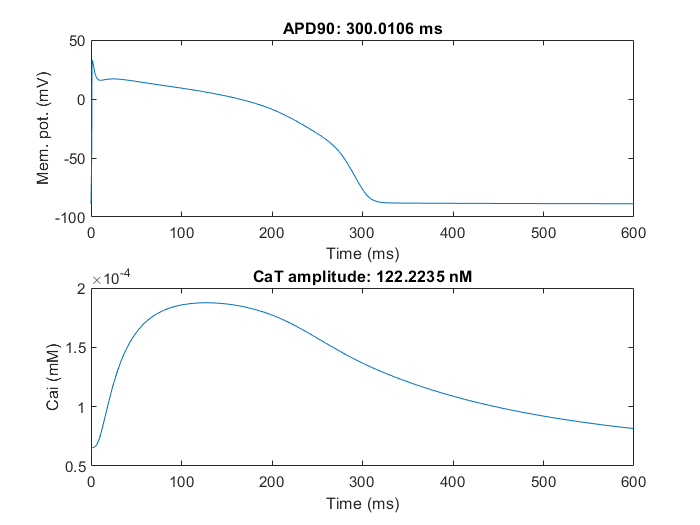 APD90: 300.0106 ms
50
0
-50
-100
Mem. pot. (mV)
0 100 200 300 400 500 600
Time (ms)
CaT amplitude: 122.2235 nM
×10⁻⁴
2
1.5
1
0.5
Cai (mM)
0 100 200 300 400 500 600
Time (ms)